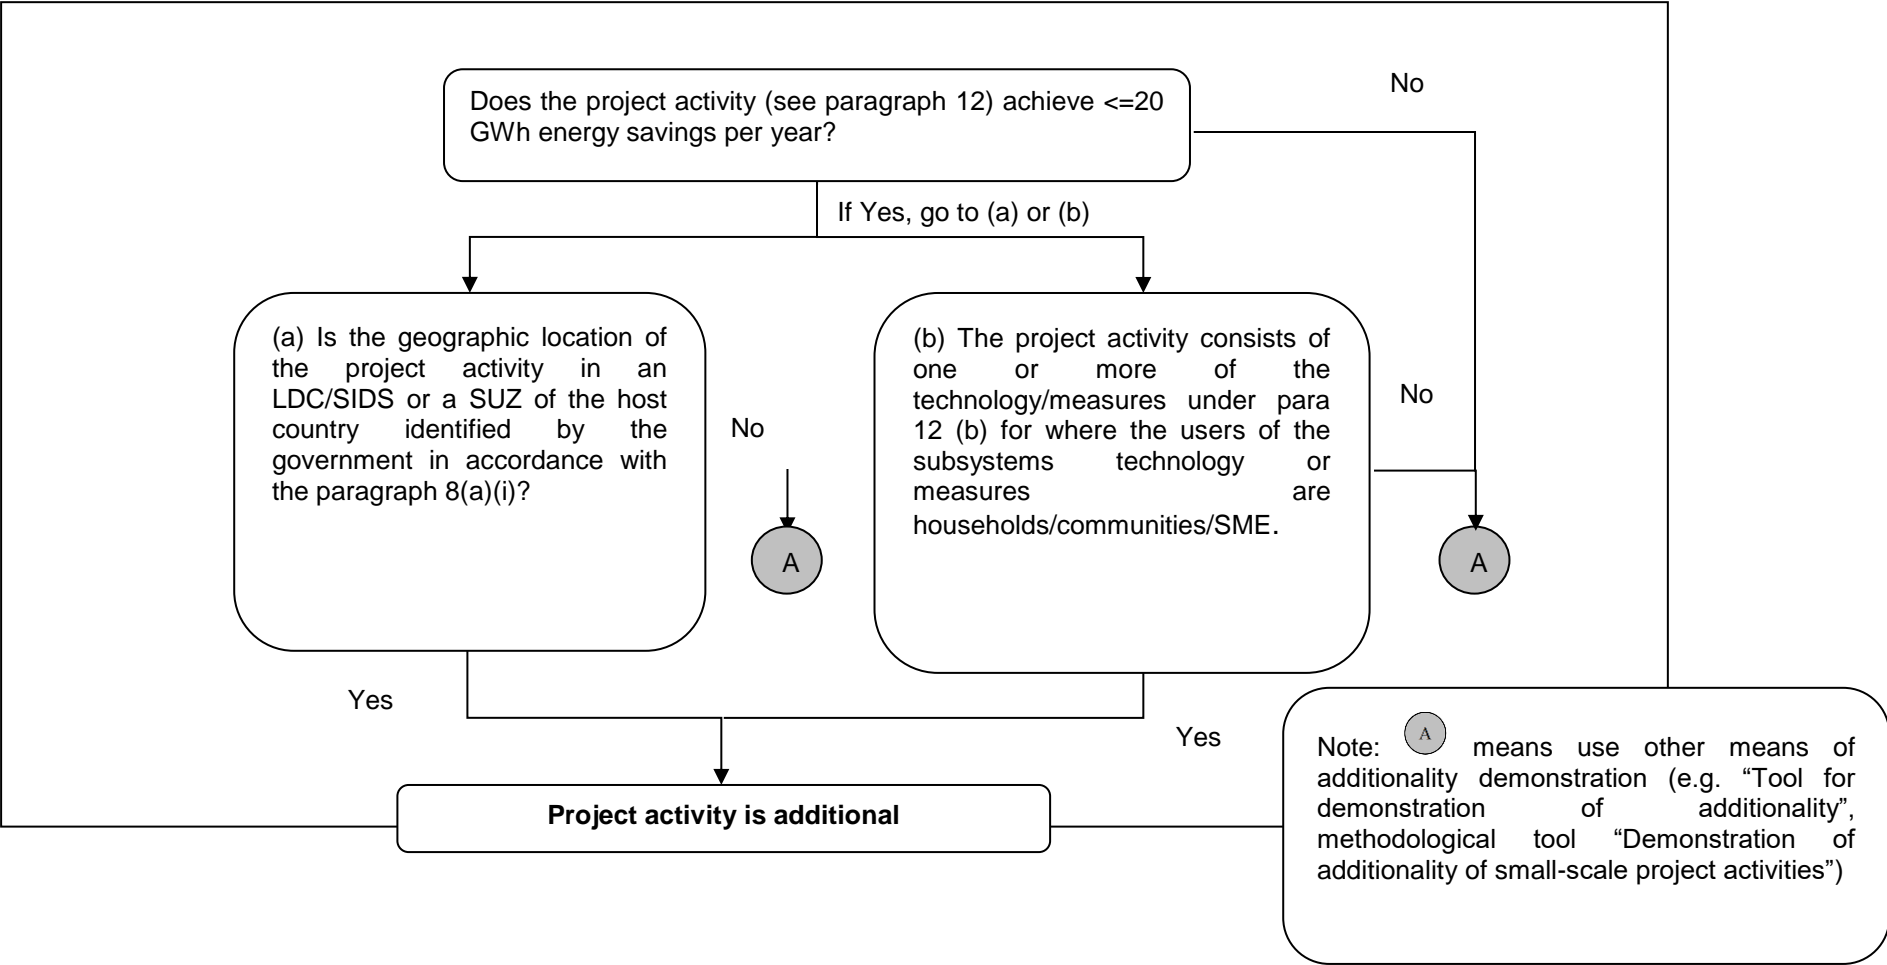 No
Does the project activity (see paragraph 12) achieve <=20
GWh energy savings per year?
If Yes, go to (a) or (b)
(a) Is the geographic location of
the project activity in an
LDC/SIDS or a SUZ of the host
country identified by the
government in accordance with
the paragraph 8(a)(i)?
No
A
(b) The project activity consists of
one or more of the
technology/measures under para
12 (b) for where the users of the
subsystems technology or
measures are
households/communities/SME.
No
A
Yes
Yes
Project activity is additional
Note: A means use other means of
additionality demonstration (e.g. “Tool for
demonstration of additionality”,
methodological tool “Demonstration of
additionality of small-scale project activities”)